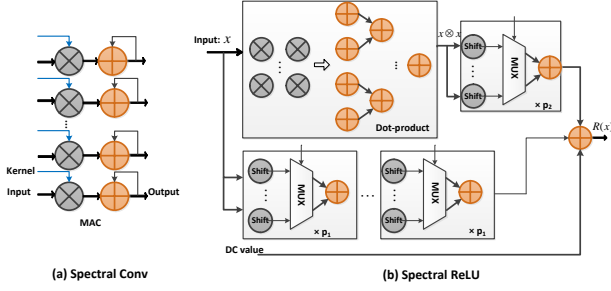 Kernel
Input
Output
MAC
(a) Spectral Conv
Input: x
Dot-product
x⊗x
Shift
Shift
MUX
× p2
R(x)
Shift
Shift
MUX
× p1
Shift
Shift
MUX
× p1
DC value
(b) Spectral ReLU